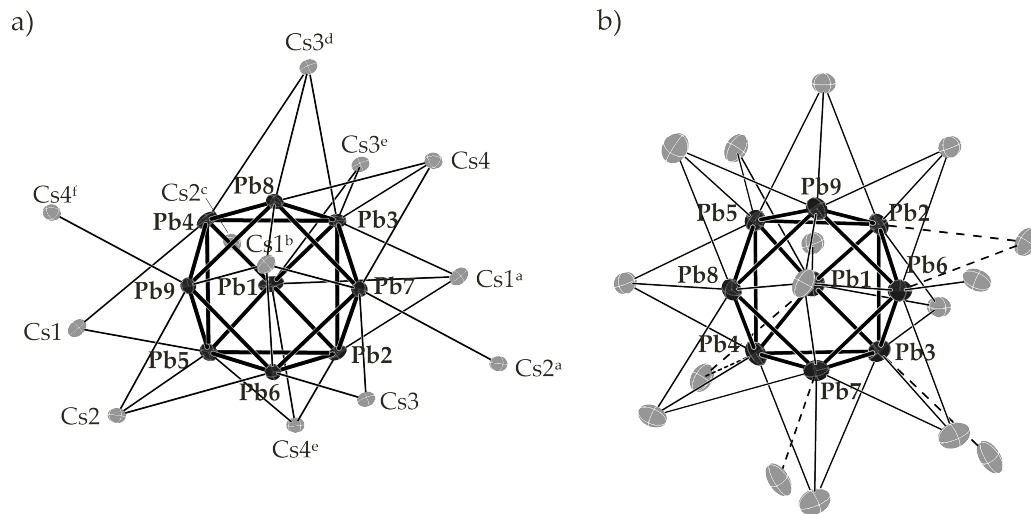 a)
Cs3ᵈ
Cs3ᵉ
Cs4
Cs4ᶠ
Cs2ᶜ
Pb8
Pb4
Pb3
Cs1ᵇ
Pb9
Pb1
Pb7
Cs1ᵃ
Cs1
Pb5
Pb2
Pb6
Cs2ᵃ
Cs2
Cs3
Cs4ᵉ
b)
Pb9
Pb5
Pb2
Pb8
Pb1
Pb6
Pb4
Pb3
Pb7